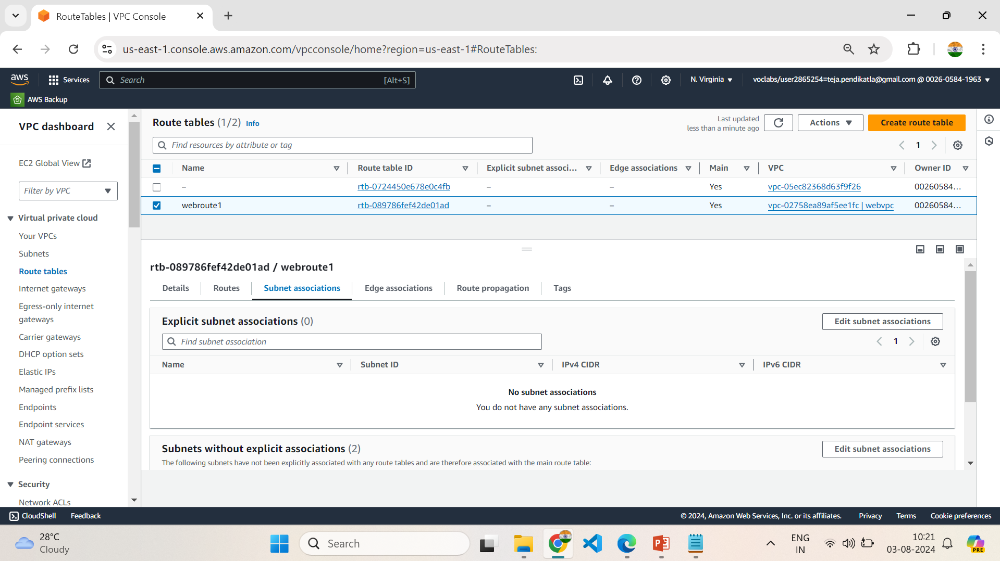 RouteTables | VPC Console
us-east-1.console.aws.amazon.com/vpcconsole/home?region=us-east-1#RouteTables:
aws
Services
Search
[Alt+S]
N. Virginia
voclabs/user2865254=teja.pendikatla@gmail.com @ 0026-0584-1963
AWS Backup
VPC dashboard
EC2 Global View
Filter by VPC
Virtual private cloud
Your VPCs
Subnets
Route tables
Internet gateways
Egress-only internet
gateways
Carrier gateways
DHCP option sets
Elastic IPs
Managed prefix lists
Endpoints
Endpoint services
NAT gateways
Peering connections
Security
Network ACLs
Route tables (1/2) Info
Last updated
less than a minute ago
Actions
Create route table
Find resources by attribute or tag
1
Name Route table ID Explicit subnet associ... Edge associations Main VPC Owner ID
– rtb-0724450e678e0c4fb – – Yes vpc-05ec82368d63f9f26 00260584...
webroute1 rtb-089786fef42de01ad – – Yes vpc-02758ea89af5ee1fc | webvpc 00260584...
rtb-089786fef42de01ad / webroute1
Details Routes Subnet associations Edge associations Route propagation Tags
Explicit subnet associations (0)
Edit subnet associations
Find subnet association
1
Name Subnet ID IPv4 CIDR IPv6 CIDR
No subnet associations
You do not have any subnet associations.
Subnets without explicit associations (2)
Edit subnet associations
The following subnets have not been explicitly associated with any route tables and are therefore associated with the main route table:
CloudShell Feedback
© 2024, Amazon Web Services, Inc. or its affiliates. Privacy Terms Cookie preferences
28°C
Cloudy
Search
ENG
IN
10:21
03-08-2024
PRE